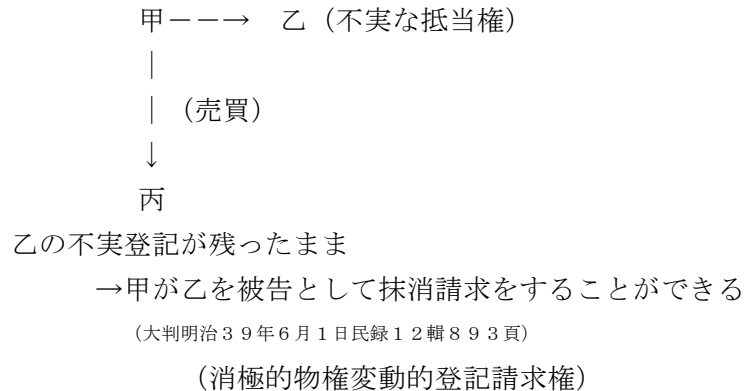 甲－－→　乙（不実な抵当権）
｜
｜（売買）
↓
丙
乙の不実登記が残ったまま
→甲が乙を被告として抹消請求をすることができる
（大判明治３９年６月１日民録１２輯８９３頁）
（消極的物権変動的登記請求権）